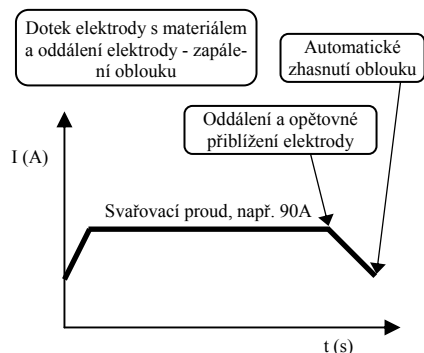 Dotek elektrody s materiálem
a oddálení elektrody - zapále-
ní oblouku
Automatické
zhasnutí oblouku
Oddálení a opětovné
přiblížení elektrody
I (A)
Svařovací proud, např. 90A
t (s)